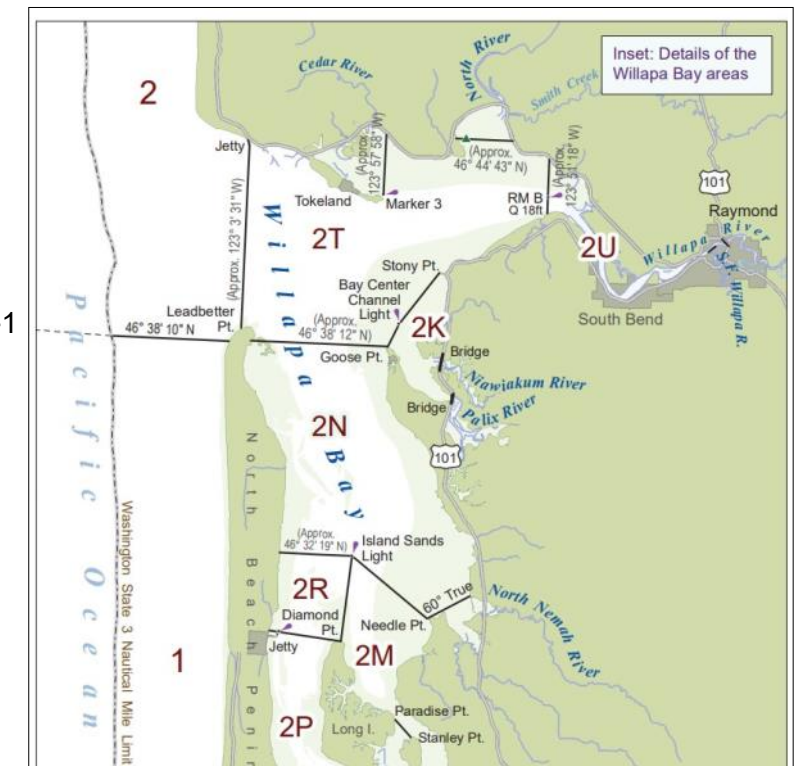 Inset: Details of the
Willapa Bay areas
2
Cedar River
North River
Smith Creek
Jetty
(Approx. 123° 3' 31" W)
Tokeland
(Approx.
123° 57' 58" W)
Marker 3
(Approx.
46° 44' 43" N)
RM B
Q 18ft
(Approx.
123° 51' 18" W)
101
Raymond
Willapa River
S.F. Willapa R.
2T
2U
South Bend
Willapa Bay
Stony Pt.
Bay Center
Channel
Light
2K
Leadbetter
Pt.
46° 38' 10" N
(Approx.
46° 38' 12" N)
Goose Pt.
1
Pacific Ocean
Bridge
Niawiakum River
Bridge
Palix River
101
2N
North Beach Penin
Washington State 3 Nautical Mile Limit
(Approx.
46° 32' 19" N)
Island Sands
Light
2R
60° True
North Nemah
River
Diamond
Pt.
Needle Pt.
Jetty
2M
1
2P
Long I.
Paradise Pt.
Stanley Pt.